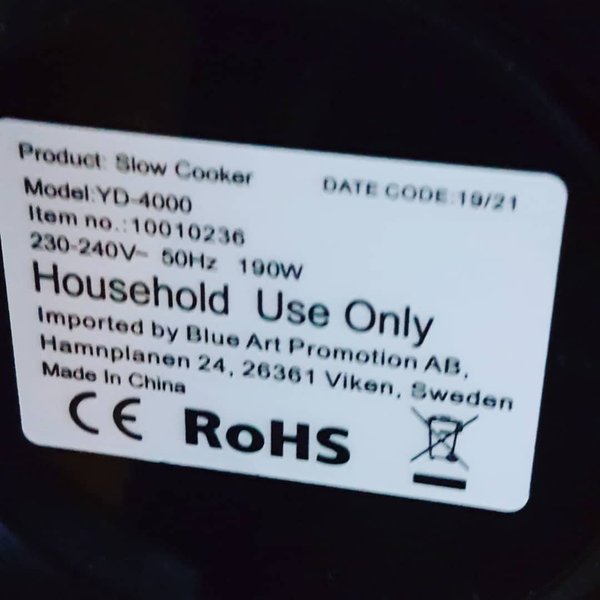 Product: Slow Cooker DATE CODE:19/21
Model:YD-4000
Item no.:10010236
230-240V~ 50Hz 190W
Household Use Only
Imported by Blue Art Promotion AB,
Hamnplanen 24, 26361 Viken, Sweden
Made In China
CE RoHS